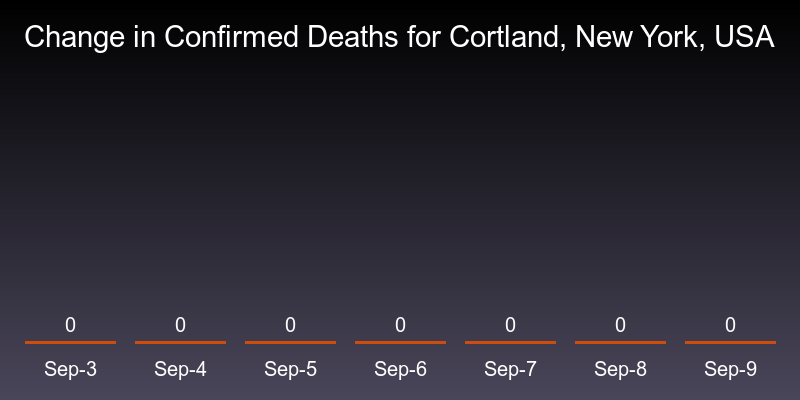 Change in Confirmed Deaths for Cortland, New York, USA
0 0 0 0 0 0 0
Sep-3 Sep-4 Sep-5 Sep-6 Sep-7 Sep-8 Sep-9